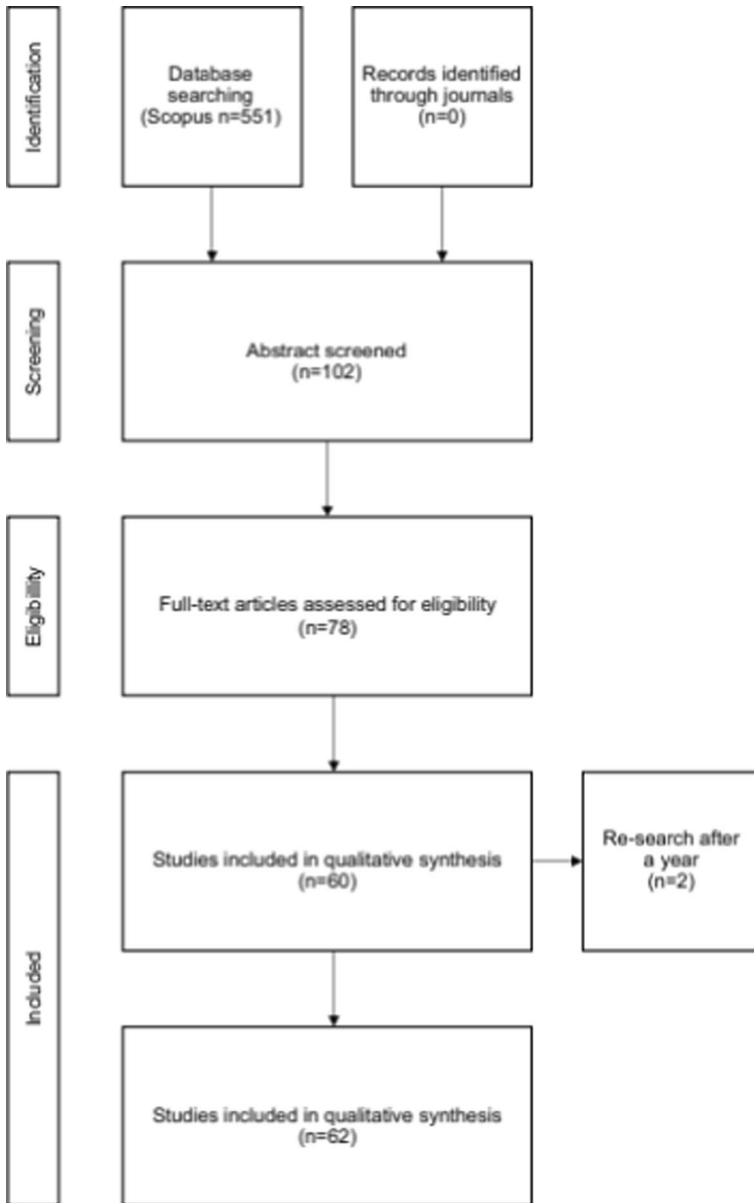 Identification
Database
searching
(Scopus n=551)
Records identified
through journals
(n=0)
Screening
Abstract screened
(n=102)
Eligibillity
Full-text articles assessed for eligibility
(n=78)
Included
Studies included in qualitative synthesis
(n=60)
Re-search after
a year
(n=2)
Studies included in qualitative synthesis
(n=62)